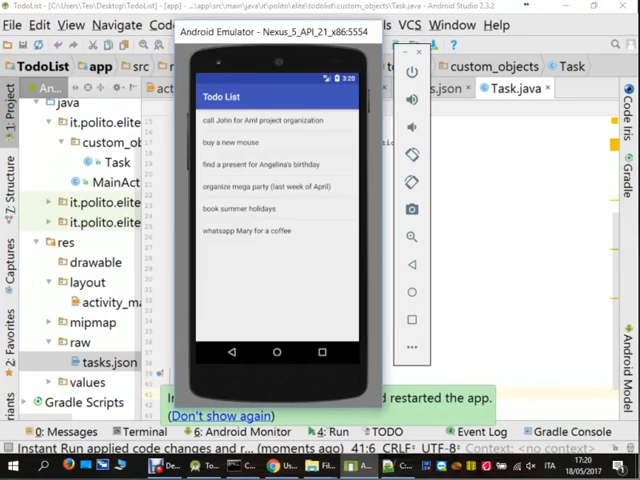 TodoList - [C:\Users\Teo\Desktop\TodoList] - [app] - ...\app\src\main\java\it\polito\elite\todolist\custom_objects\Task.java - Android Studio 2.3.2
File Edit View Navigate Code
VCS Window Help
Android Emulator - Nexus_5_API_21_x86:5554
TodoList app src
custom_objects Task
1: Project
java
it.polito.elite
custom_ob
Task
MainAct
it.polito.elite
it.polito.elite
res
drawable
layout
activity_ma
mipmap
raw
tasks.json
values
Gradle Scripts
7: Structure
Captures
2: Favorites
s.json
Task.java
Code Iris
Gradle
Android Model
3:20
Todo List
call John for AmI project organization
buy a new mouse
find a present for Angelina's birthday
organize mega party (last week of April)
book summer holidays
whatsapp Mary for a coffee
d restarted the app.
(Don't show again)
0: Messages Terminal 6: Android Monitor 4: Run TODO Event Log Gradle Console
Instant Run applied code changes and r... (moments ago) 41:6 CRLF÷ UTF-8÷ Context: <no context>
ITA
17:20
18/05/2017